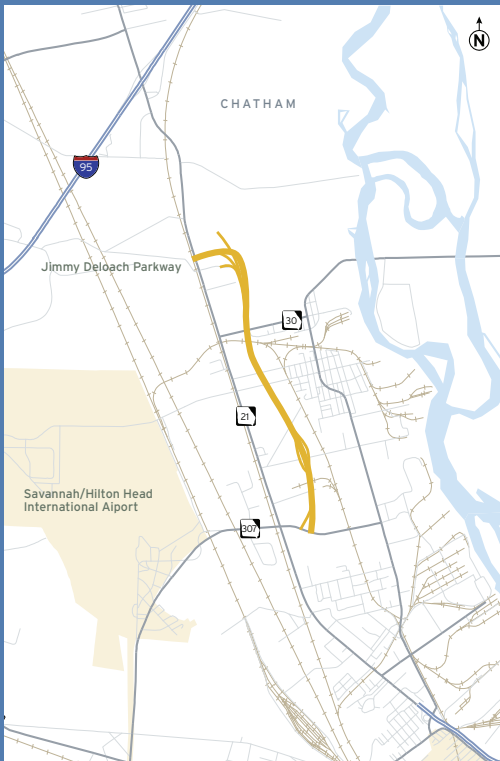 N
CHATHAM
95
Jimmy Deloach Parkway
30
21
Savannah/Hilton Head
International Aiport
307